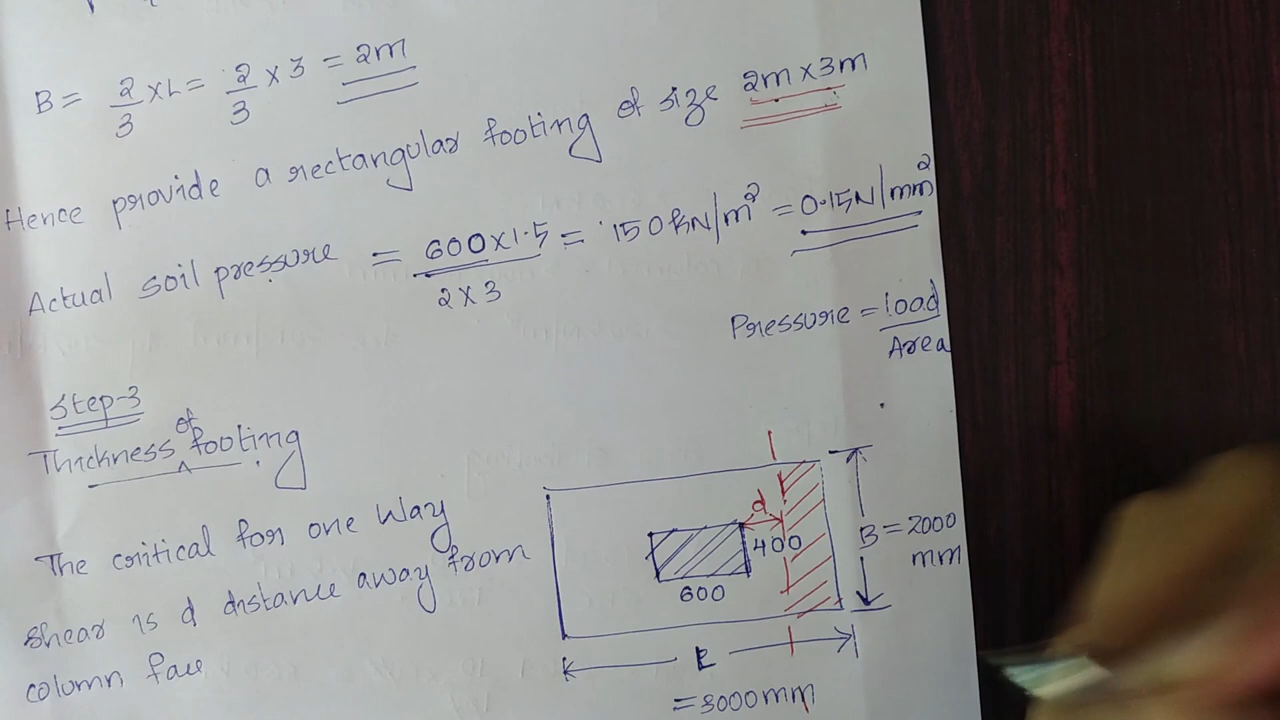 B = 2/3 × L = 2/3 × 3 = 2m
Hence provide a rectangular footing of size 2m × 3m
Actual soil pressure = 600×1.5 / 2×3 = 150 kN/m² = 0.15N/mm²
Pressure = load / Area
Step-3
Thickness of footing
The critical for one way
shear is d distance away from
column face
d
400
600
B = 2000
mm
L
= 3000mm